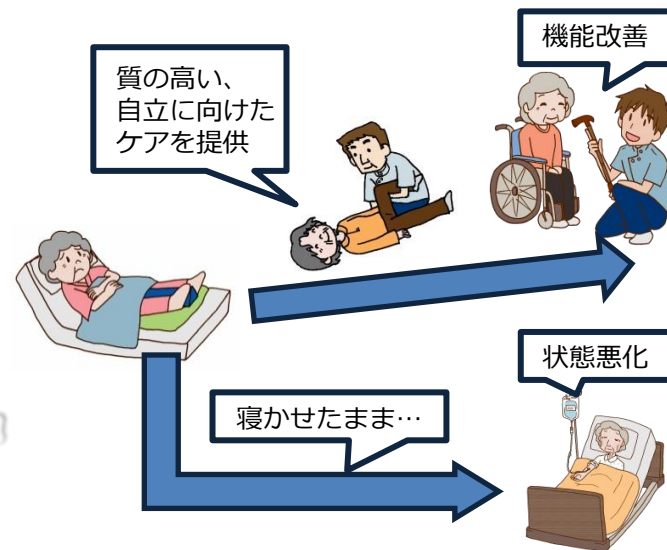 機能改善
質の高い、
自立に向けた
ケアを提供
状態悪化
寝かせたまま…